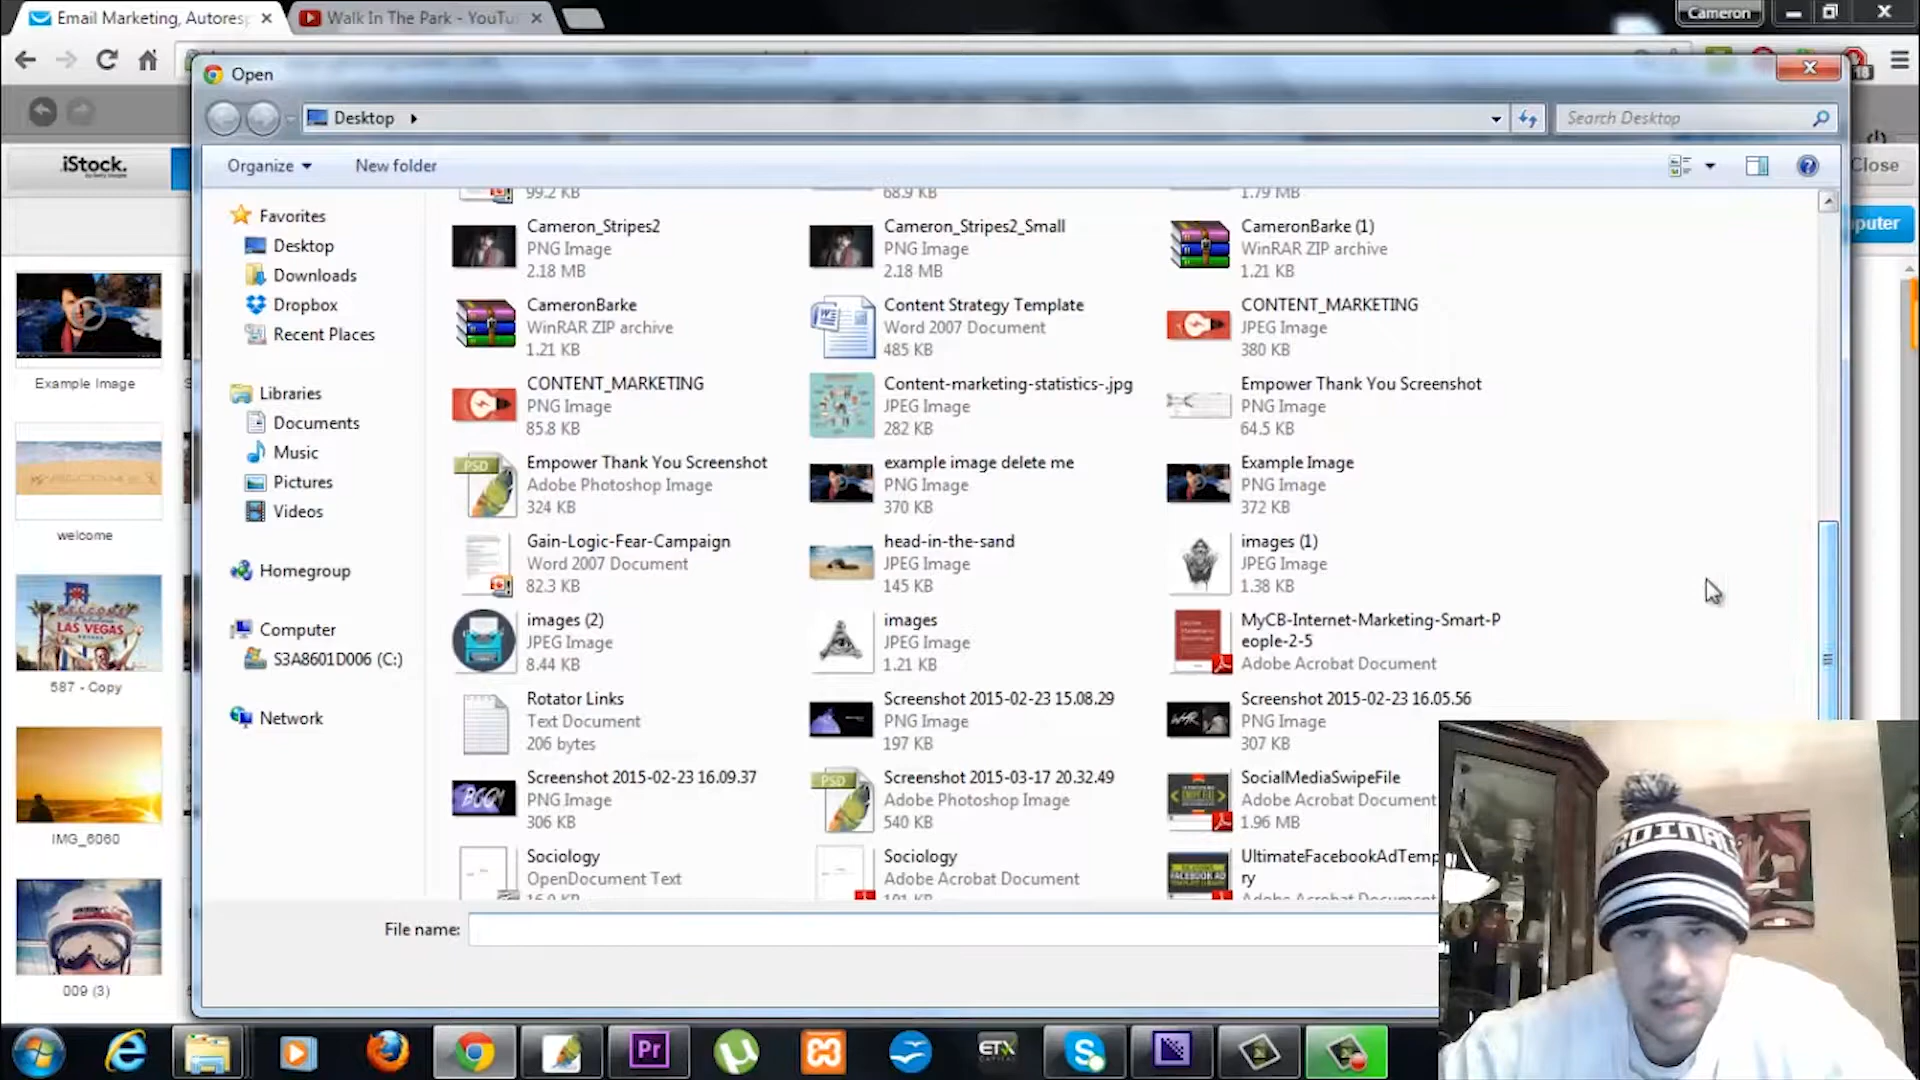 Email Marketing, Autoresp
Walk In The Park - YouTu
Cameron
Open
Desktop
Search Desktop
Organize
New folder
iStock.
Close
puter
Favorites
Desktop
Downloads
Dropbox
Recent Places
Libraries
Documents
Music
Pictures
Videos
Homegroup
Computer
S3A8601D006 (C:)
Network
Example Image
welcome
WELCOME
LAS VEGAS
587 - Copy
IMG_6060
009 (3)
99.2 KB
68.9 KB
1.79 MB
Cameron_Stripes2
PNG Image
2.18 MB
Cameron_Stripes2_Small
PNG Image
2.18 MB
CameronBarke (1)
WinRAR ZIP archive
1.21 KB
CameronBarke
WinRAR ZIP archive
1.21 KB
Content Strategy Template
Word 2007 Document
485 KB
CONTENT_MARKETING
JPEG Image
380 KB
CONTENT_MARKETING
PNG Image
85.8 KB
Content-marketing-statistics-.jpg
JPEG Image
282 KB
Empower Thank You Screenshot
PNG Image
64.5 KB
PSD
Empower Thank You Screenshot
Adobe Photoshop Image
324 KB
example image delete me
PNG Image
370 KB
Example Image
PNG Image
372 KB
Gain-Logic-Fear-Campaign
Word 2007 Document
82.3 KB
head-in-the-sand
JPEG Image
145 KB
images (1)
JPEG Image
1.38 KB
images (2)
JPEG Image
8.44 KB
images
JPEG Image
1.21 KB
MyCB-Internet-Marketing-Smart-P
eople-2-5
Adobe Acrobat Document
Rotator Links
Text Document
206 bytes
Screenshot 2015-02-23 15.08.29
PNG Image
197 KB
WAR
Screenshot 2015-02-23 16.05.56
PNG Image
307 KB
BOOM
Screenshot 2015-02-23 16.09.37
PNG Image
306 KB
PSD
Screenshot 2015-03-17 20.32.49
Adobe Photoshop Image
540 KB
SocialMediaSwipeFile
Adobe Acrobat Document
1.96 MB
Sociology
OpenDocument Text
Sociology
Adobe Acrobat Document
UltimateFacebookAdTemp
ry
Adobe Acrobat Document
File name:
Pr
ETX